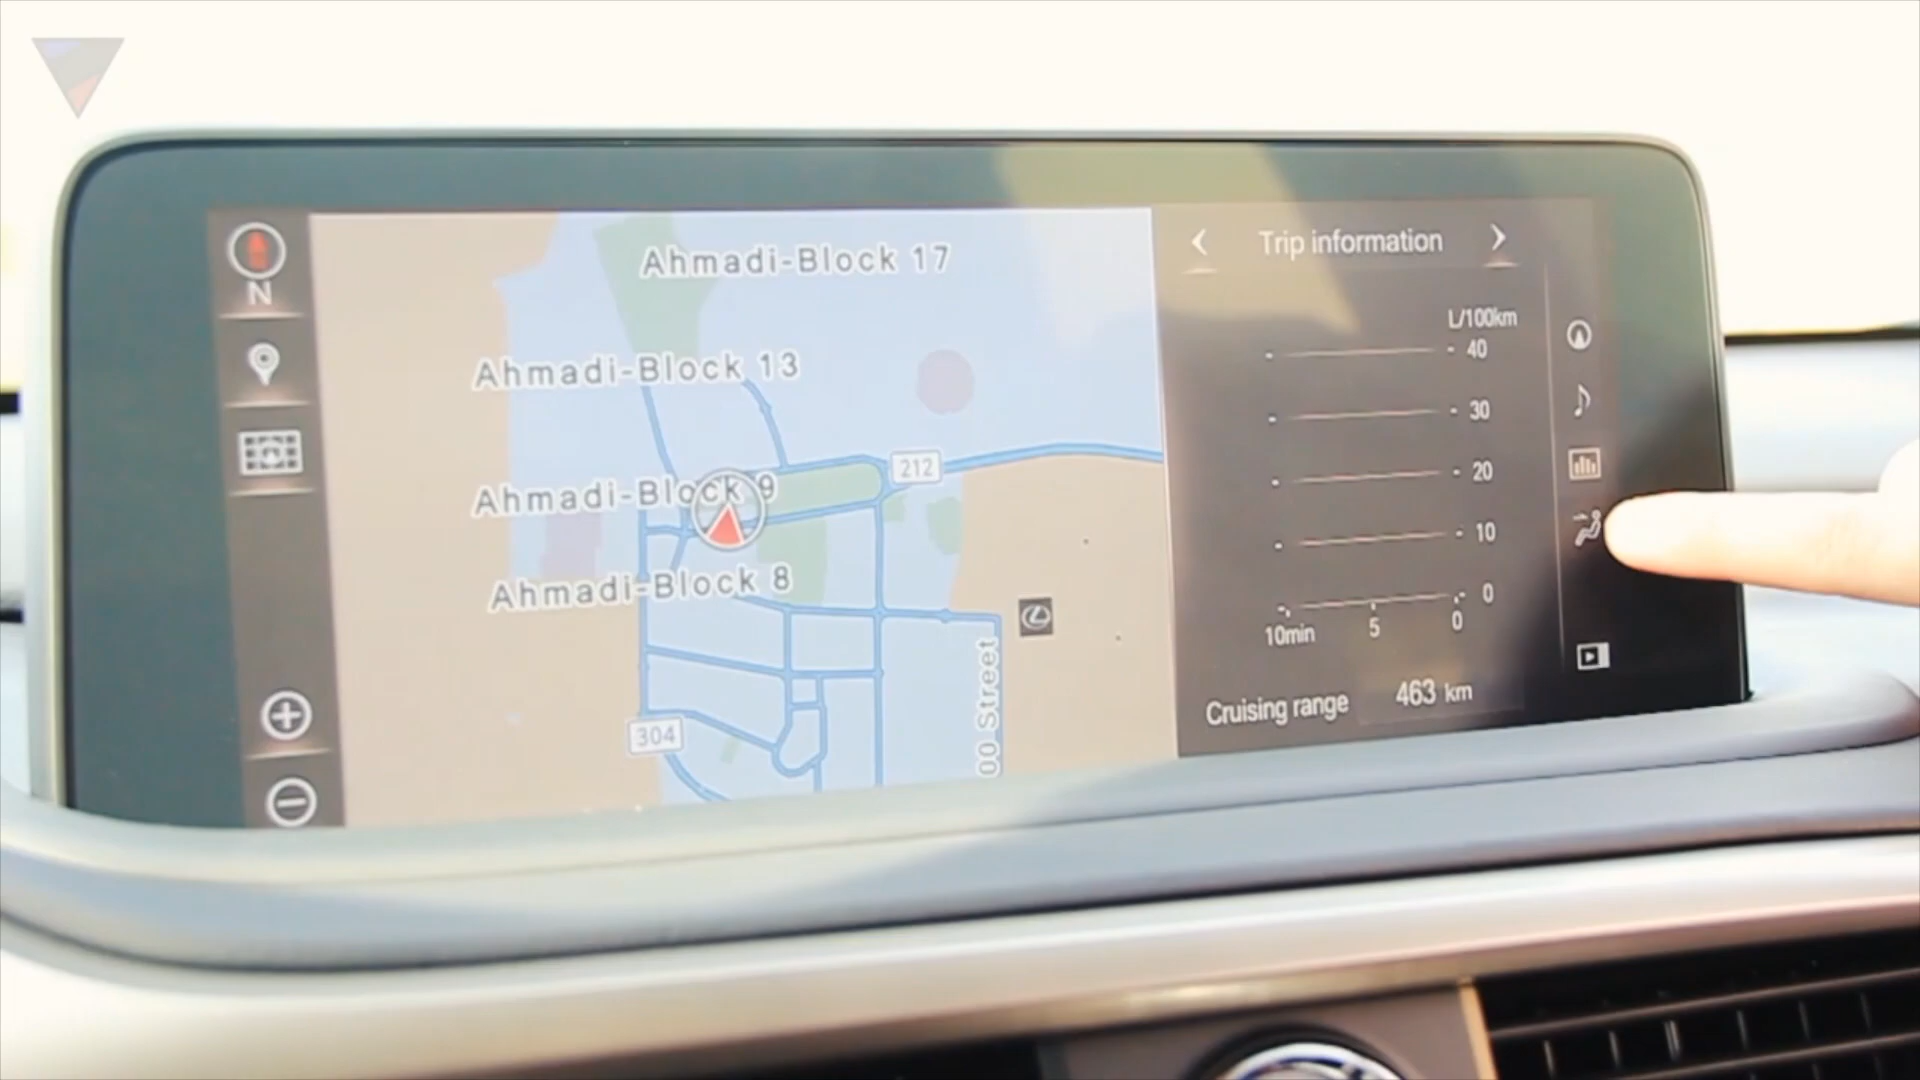 N
Ahmadi-Block 17
Ahmadi-Block 13
212
Ahmadi-Block 9
Ahmadi-Block 8
304
00 Street
Trip information
L/100km
40
30
20
10
0
10min 5 0
Cruising range 463 km